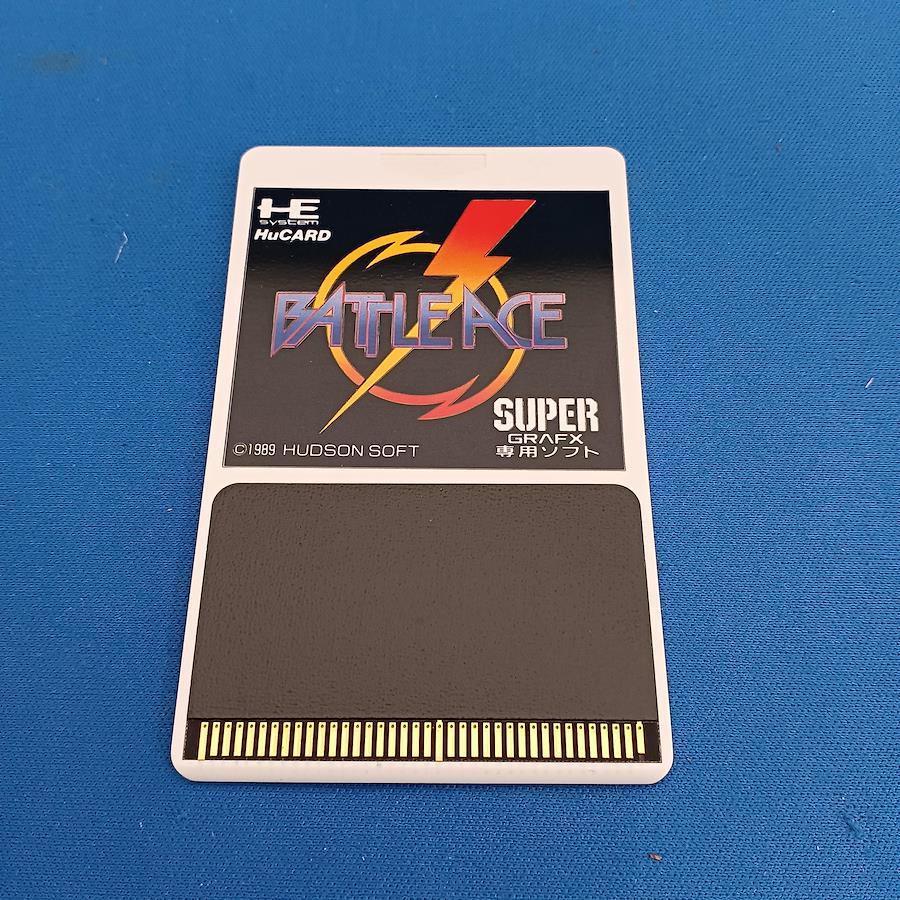 HE
system
HuCARD
BATTLE ACE
SUPER
GRAFX
専用ソフト
©1989 HUDSON SOFT